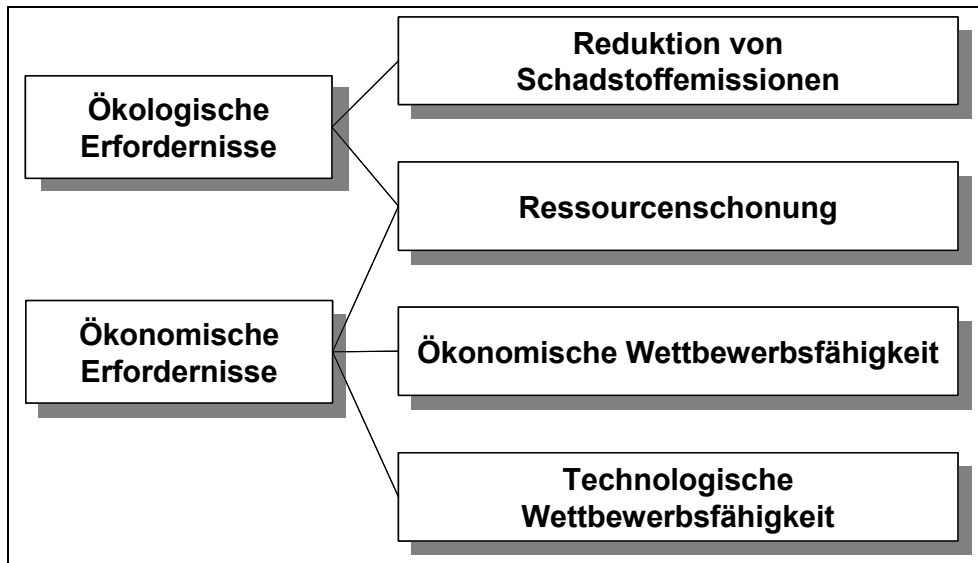 Ökologische
Erfordernisse
Reduktion von
Schadstoffemissionen
Ressourcenschonung
Ökonomische
Erfordernisse
Ökonomische Wettbewerbsfähigkeit
Technologische
Wettbewerbsfähigkeit